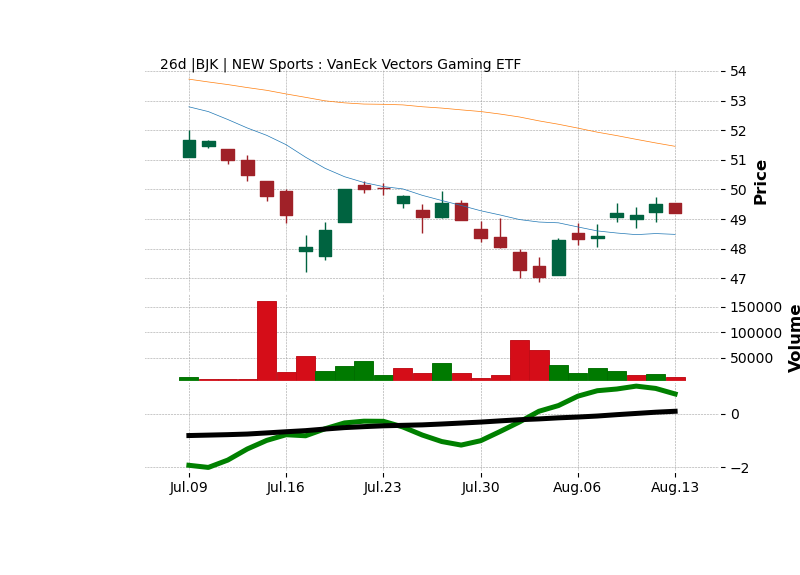 26d |BJK | NEW Sports : VanEck Vectors Gaming ETF
54
53
52
51
50
49
48
47
Price
150000
100000
50000
Volume
0
−2
Jul.09
Jul.16
Jul.23
Jul.30
Aug.06
Aug.13